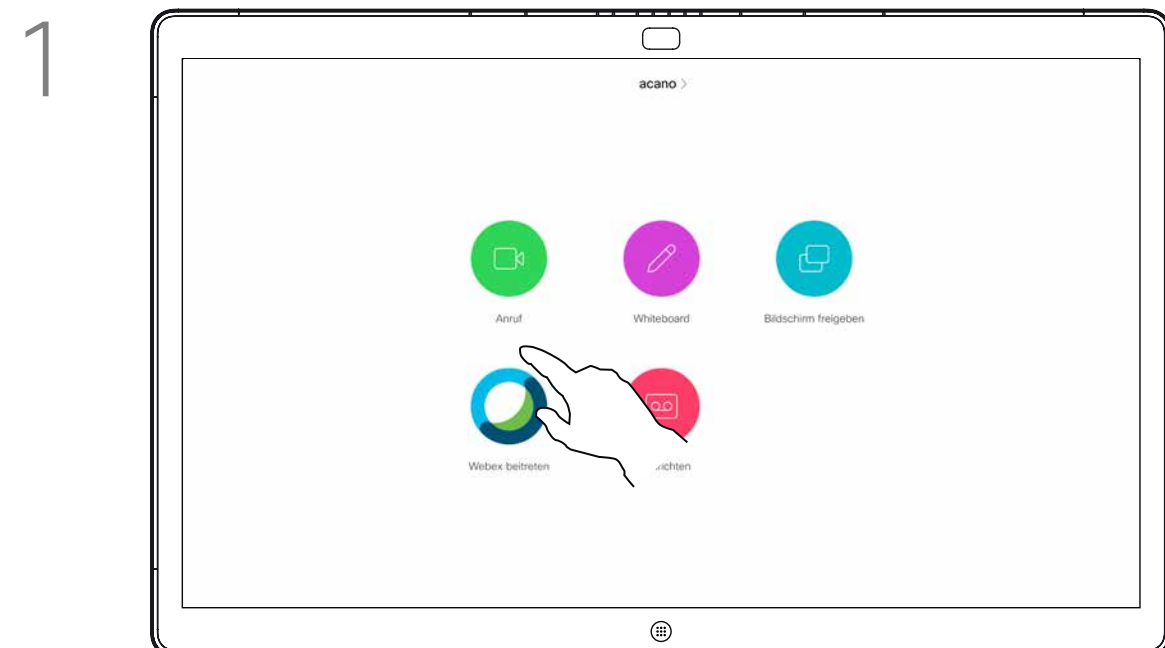 1
acano >
Anruf
Whiteboard
Bildschirm freigeben
Webex beitreten